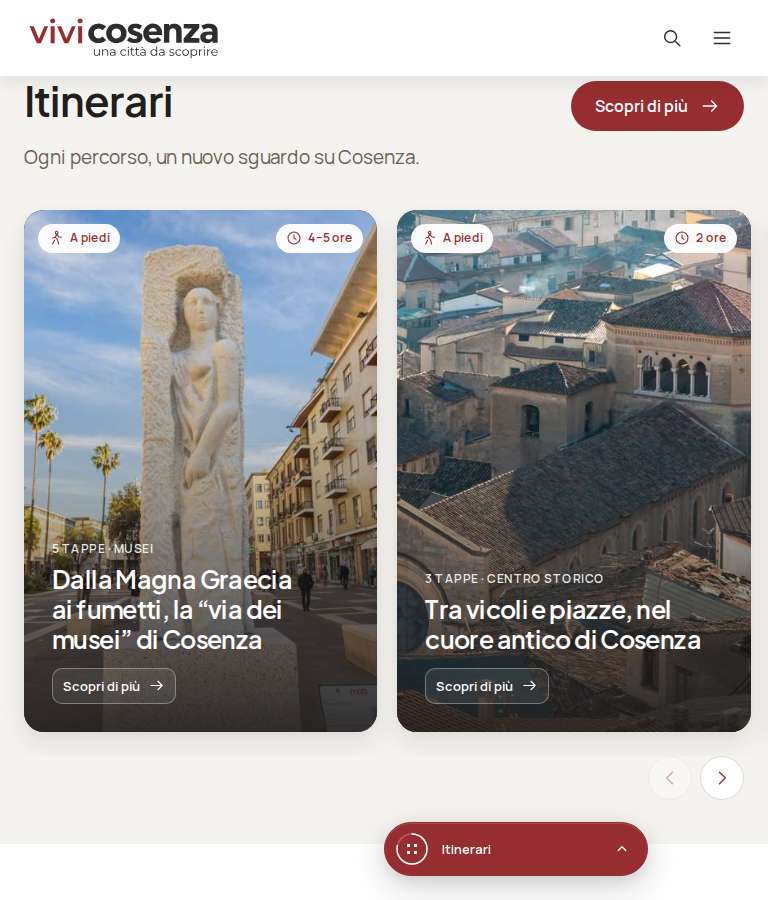 vivicosenza
una città da scoprire
Itinerari
Scopri di più
Ogni percorso, un nuovo sguardo su Cosenza.
A piedi
4–5 ore
5 TAPPE · MUSEI
Dalla Magna Graecia
ai fumetti, la “via dei
musei” di Cosenza
Scopri di più
A piedi
2 ore
3 TAPPE · CENTRO STORICO
Tra vicoli e piazze, nel
cuore antico di Cosenza
Scopri di più
Itinerari